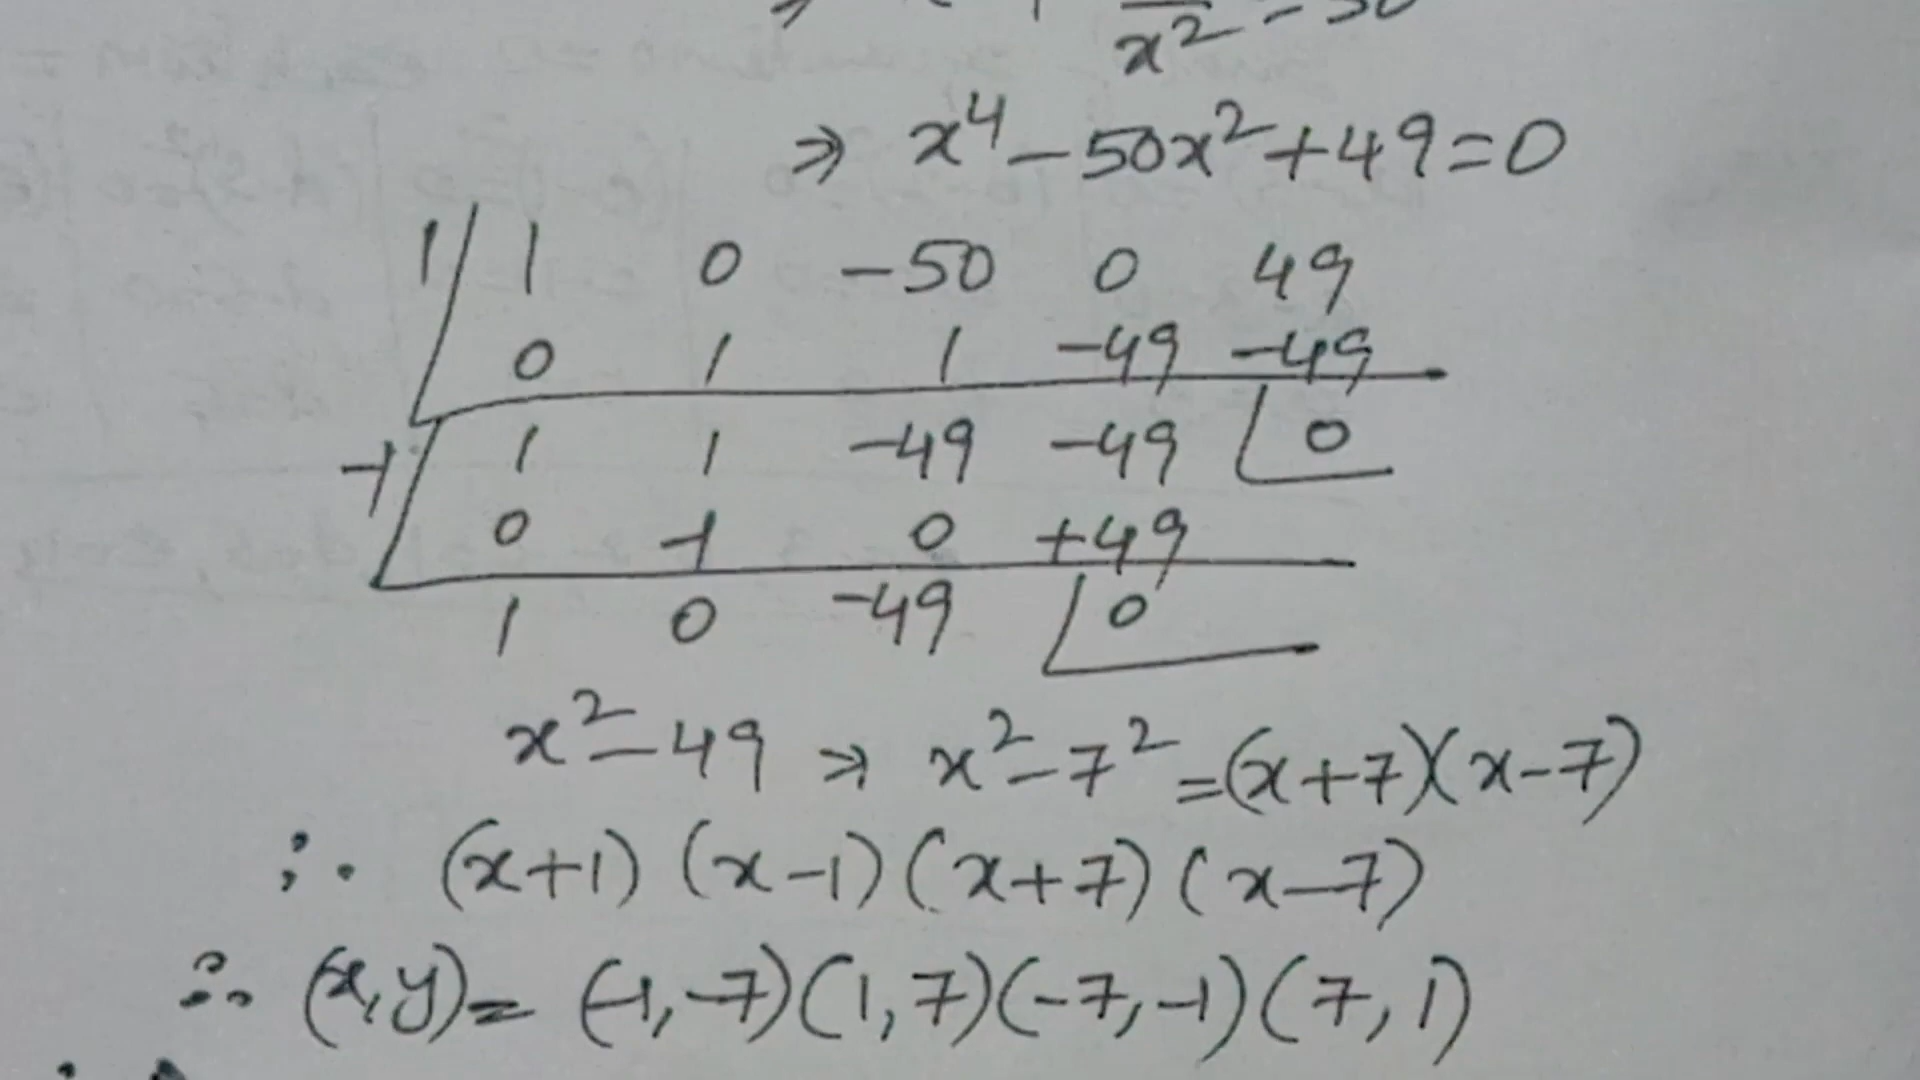 x² = 50
⇒ x⁴ - 50x² + 49 = 0
1 | 1 0 -50 0 49
0 1 1 -49 -49
-1 | 1 1 -49 -49 | 0
0 -1 0 +49
1 0 -49 | 0
x² - 49 ⇒ x² - 7² = (x+7)(x-7)
∴ (x+1) (x-1) (x+7) (x-7)
∴ (x,y) = (-1,-7) (1,7) (-7,-1) (7,1)